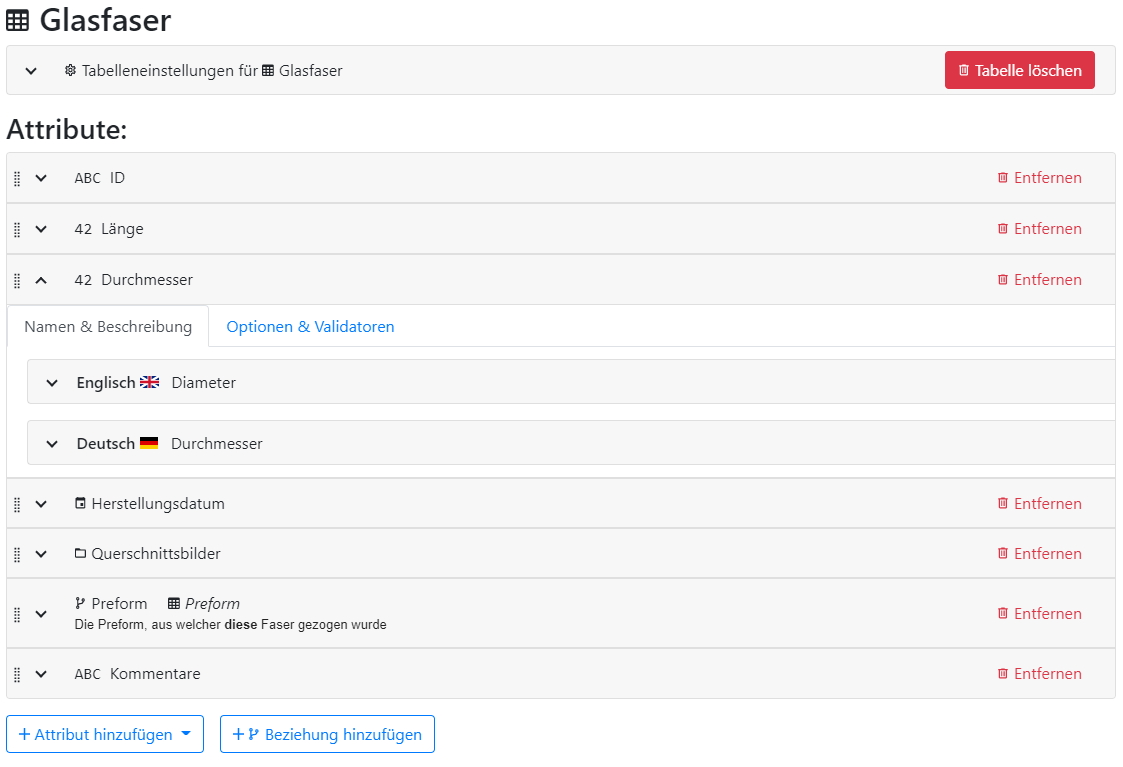 Glasfaser
Tabelleneinstellungen für Glasfaser Tabelle löschen
Attribute:
ABC ID Entfernen
42 Länge Entfernen
42 Durchmesser Entfernen
Namen & Beschreibung Optionen & Validatoren
Englisch Diameter
Deutsch Durchmesser
Herstellungsdatum Entfernen
Querschnittsbilder Entfernen
Preform Preform
Die Preform, aus welcher diese Faser gezogen wurde Entfernen
ABC Kommentare Entfernen
+ Attribut hinzufügen + Beziehung hinzufügen